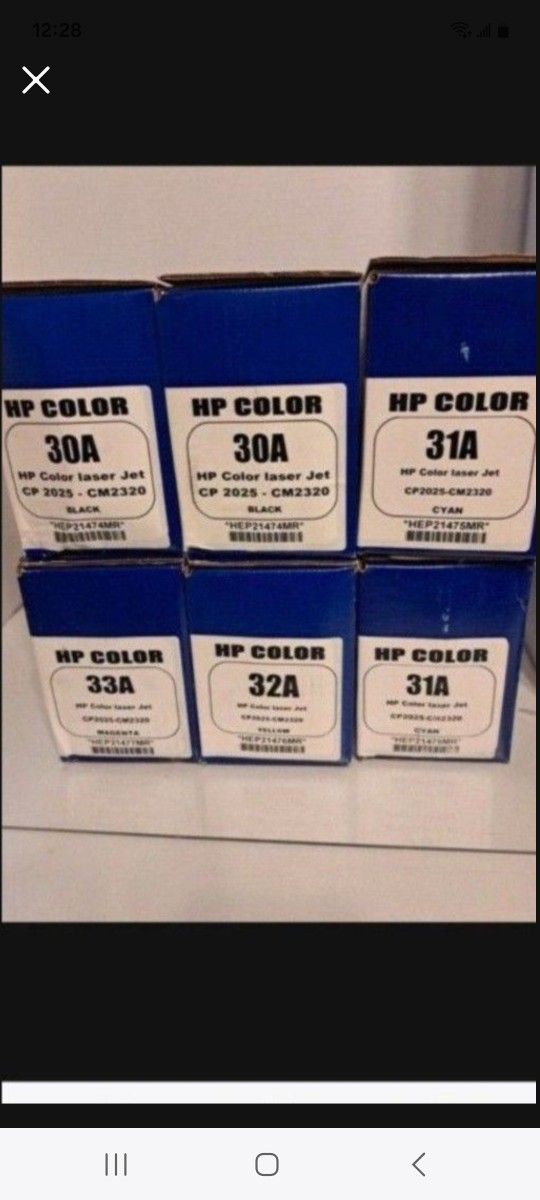 12:28
HP COLOR
30A
HP Color laser Jet
CP 2025 - CM2320
BLACK
"HEP21474MR"
HP COLOR
30A
HP Color laser Jet
CP 2025 - CM2320
BLACK
"HEP21474MR"
HP COLOR
31A
HP Color laser Jet
CP2025-CM2320
CYAN
"HEP21475MR"
HP COLOR
33A
HP Color laser Jet
CP2025-CM2320
MAGENTA
"HEP21477MR"
HP COLOR
32A
HP Color laser Jet
CP2025-CM2320
YELLOW
"HEP21476MR"
HP COLOR
31A
HP Color laser Jet
CP2025-CM2320
CYAN